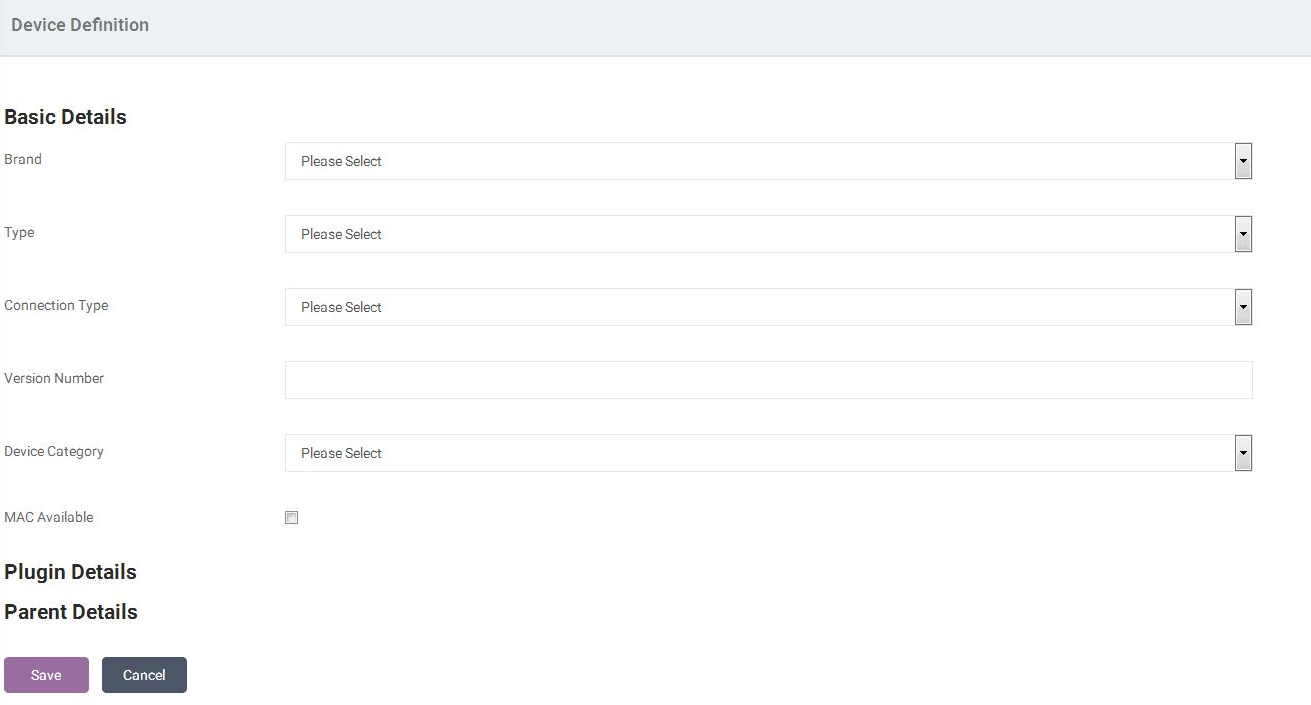 Device Definition
Basic Details
Brand
Please Select
Type
Please Select
Connection Type
Please Select
Version Number
Device Category
Please Select
MAC Available
Plugin Details
Parent Details
Save
Cancel